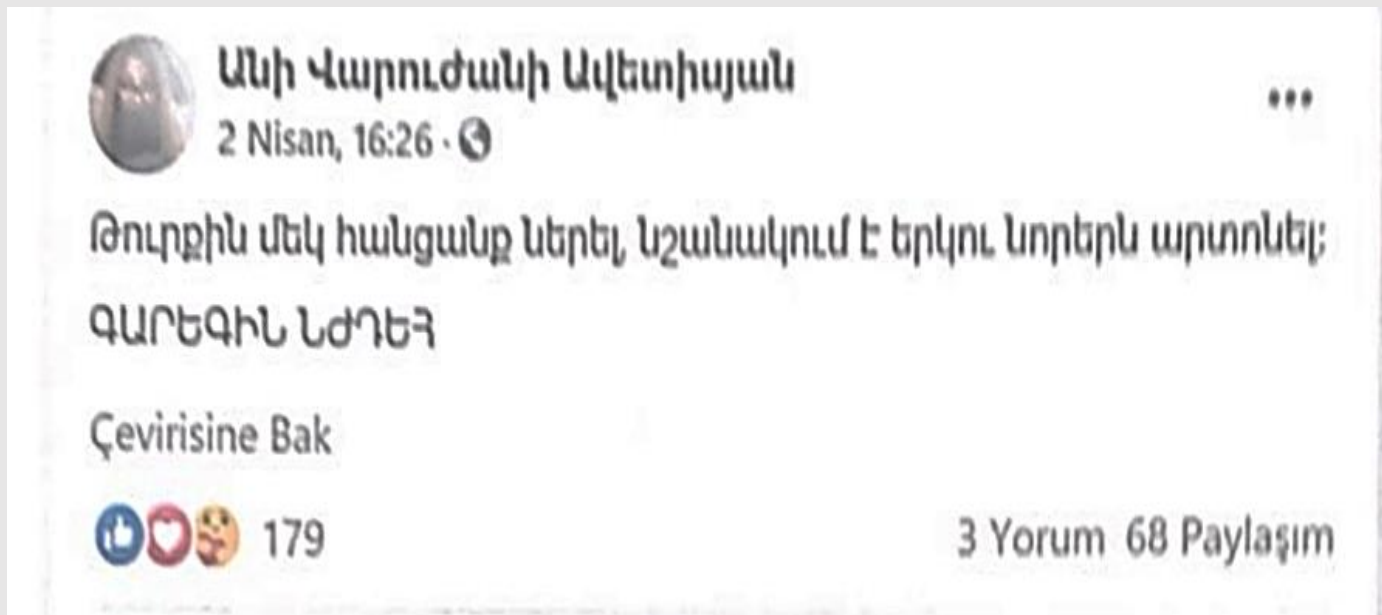 Անի Վարուժանի Ավետիսյան
2 Nisan, 16:26 ·
Թուրքին մեկ հանցանք ներել, նշանակում է երկու նորերն արտոնել:
ԳԱՐԵԳԻՆ ՆԺԴԵՀ
Çevirisine Bak
179
3 Yorum 68 Paylaşım